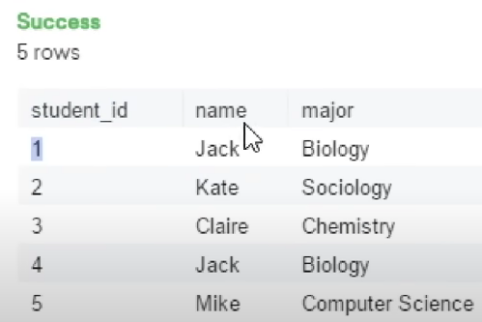 Success
5 rows
student_id name major
1 Jack Biology
2 Kate Sociology
3 Claire Chemistry
4 Jack Biology
5 Mike Computer Science